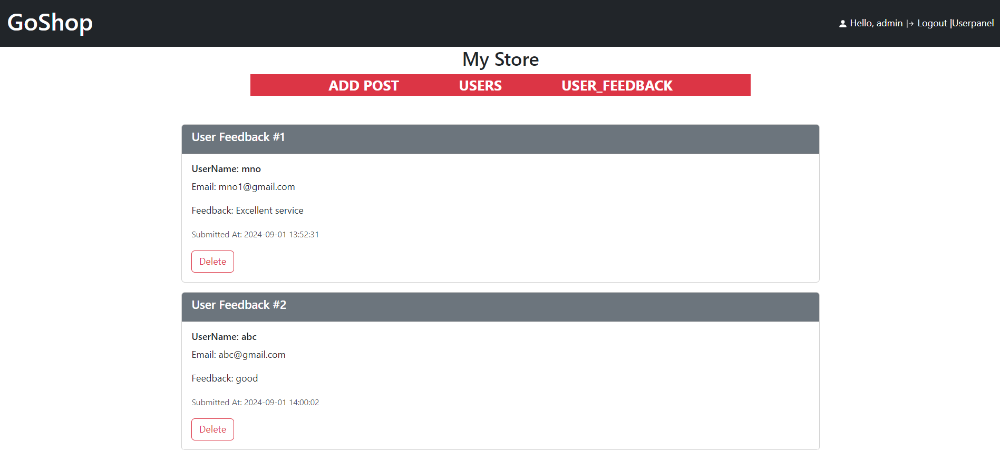 GoShop
Hello, admin Logout |Userpanel
My Store
ADD POST USERS USER_FEEDBACK
User Feedback #1
UserName: mno
Email: mno1@gmail.com
Feedback: Excellent service
Submitted At: 2024-09-01 13:52:31
Delete
User Feedback #2
UserName: abc
Email: abc@gmail.com
Feedback: good
Submitted At: 2024-09-01 14:00:02
Delete